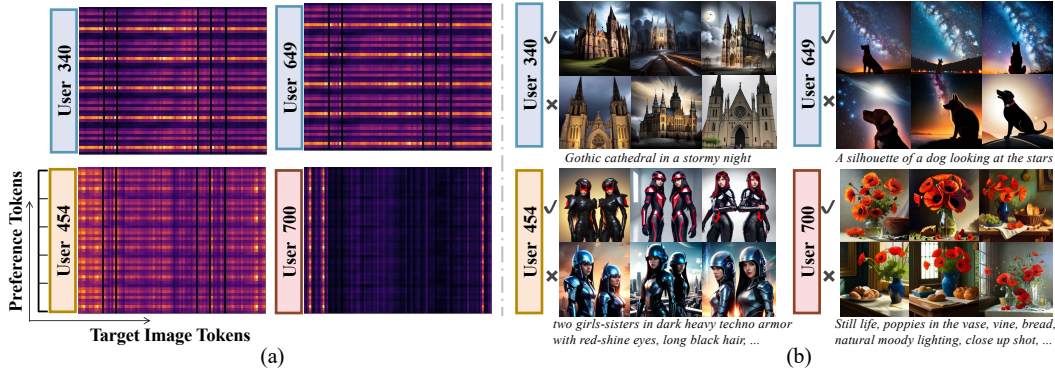 User 340
User 649
User 454
User 700
Preference Tokens
Target Image Tokens
(a)
User 340
✓
×
Gothic cathedral in a stormy night
User 649
✓
×
A silhouette of a dog looking at the stars
User 454
✓
×
two girls-sisters in dark heavy techno armor
with red-shine eyes, long black hair, ...
User 700
✓
×
Still life, poppies in the vase, vine, bread,
natural moody lighting, close up shot, ...
(b)